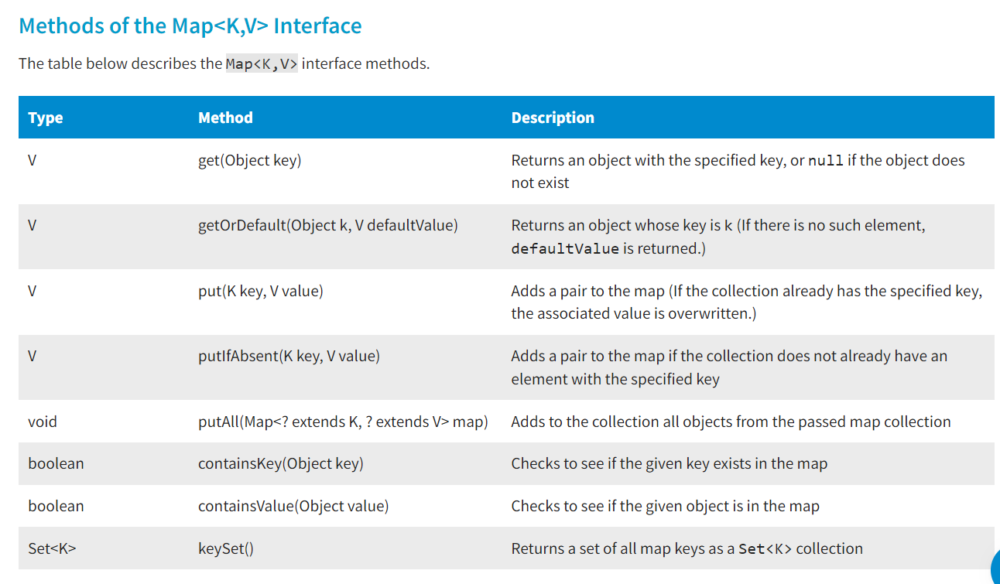 Methods of the Map<K,V> Interface
The table below describes the Map<K,V> interface methods.
Type Method Description
V get(Object key) Returns an object with the specified key, or null if the object does
not exist
V getOrDefault(Object k, V defaultValue) Returns an object whose key is k (If there is no such element,
defaultValue is returned.)
V put(K key, V value) Adds a pair to the map (If the collection already has the specified key,
the associated value is overwritten.)
V putIfAbsent(K key, V value) Adds a pair to the map if the collection does not already have an
element with the specified key
void putAll(Map<? extends K, ? extends V> map) Adds to the collection all objects from the passed map collection
boolean containsKey(Object key) Checks to see if the given key exists in the map
boolean containsValue(Object value) Checks to see if the given object is in the map
Set<K> keySet() Returns a set of all map keys as a Set<K> collection